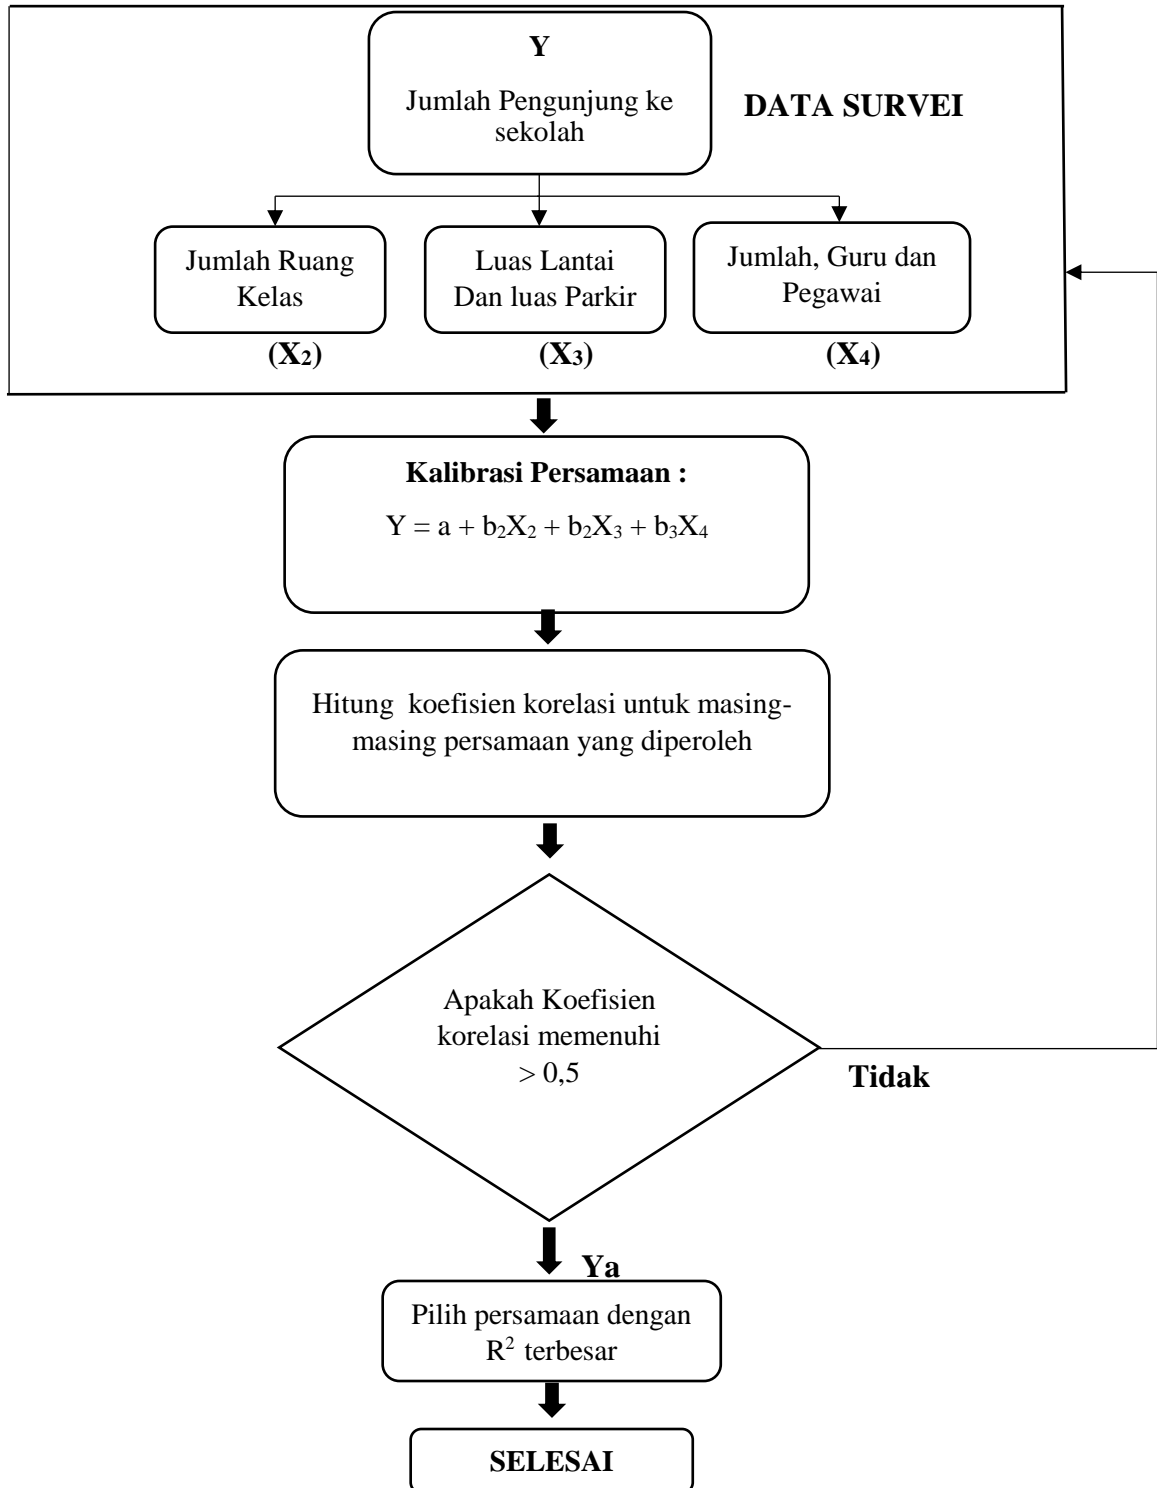 Y
Jumlah Pengunjung ke
sekolah
DATA SURVEI
Jumlah Ruang
Kelas
Luas Lantai
Dan luas Parkir
Jumlah, Guru dan
Pegawai
(X₂)
(X₃)
(X₄)
Kalibrasi Persamaan :
Y = a + b₂X₂ + b₂X₃ + b₃X₄
Hitung koefisien korelasi untuk masing-
masing persamaan yang diperoleh
Apakah Koefisien
korelasi memenuhi
> 0,5
Tidak
Ya
Pilih persamaan dengan
R² terbesar
SELESAI